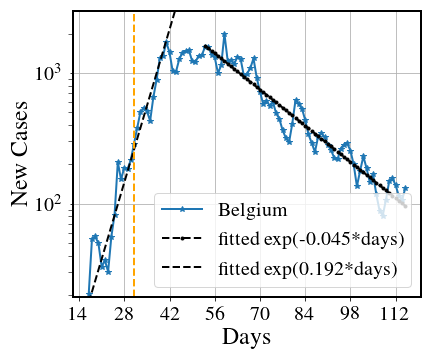 New Cases
10³
10²
Belgium
fitted exp(-0.045*days)
fitted exp(0.192*days)
14 28 42 56 70 84 98 112
Days